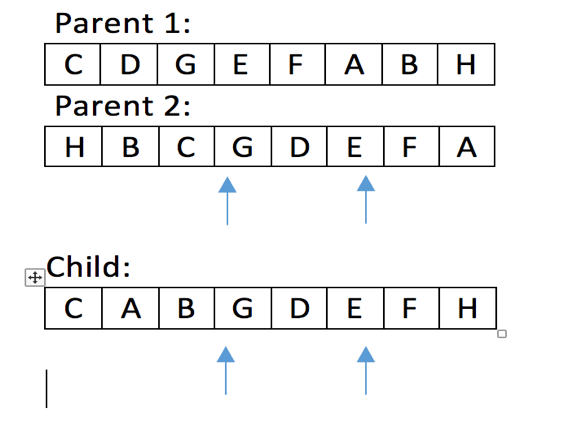 Parent 1:
C D G E F A B H
Parent 2:
H B C G D E F A
Child:
C A B G D E F H